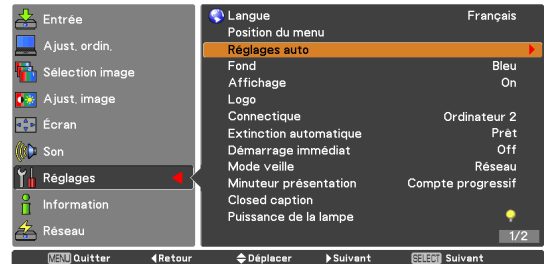 Entrée
Ajust. ordin.
Sélection image
Ajust. image
Écran
Son
Réglages
Information
Réseau
Langue Français
Position du menu
Réglages auto
Fond Bleu
Affichage On
Logo
Connectique Ordinateur 2
Extinction automatique Prèt
Démarrage immédiat Off
Mode veille Réseau
Minuteur présentation Compte progressif
Closed caption
Puissance de la lampe
1/2
MENU Quitter Retour Déplacer Suivant SELECT Suivant